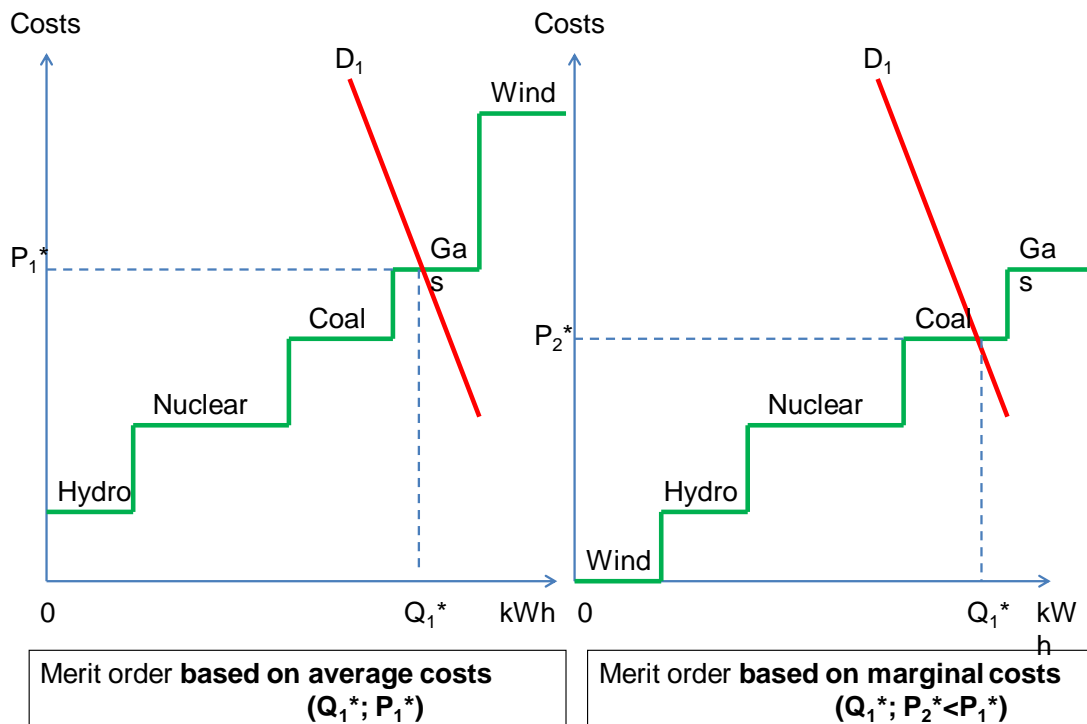 Costs
D₁
Wind
P₁*
Ga
s
Coal
Nuclear
Hydro
0
Q₁*
kWh
Merit order based on average costs
(Q₁*; P₁*)
Costs
D₁
Ga
s
P₂*
Coal
Nuclear
Hydro
Wind
0
Q₁*
kW
h
Merit order based on marginal costs
(Q₁*; P₂*<P₁*)